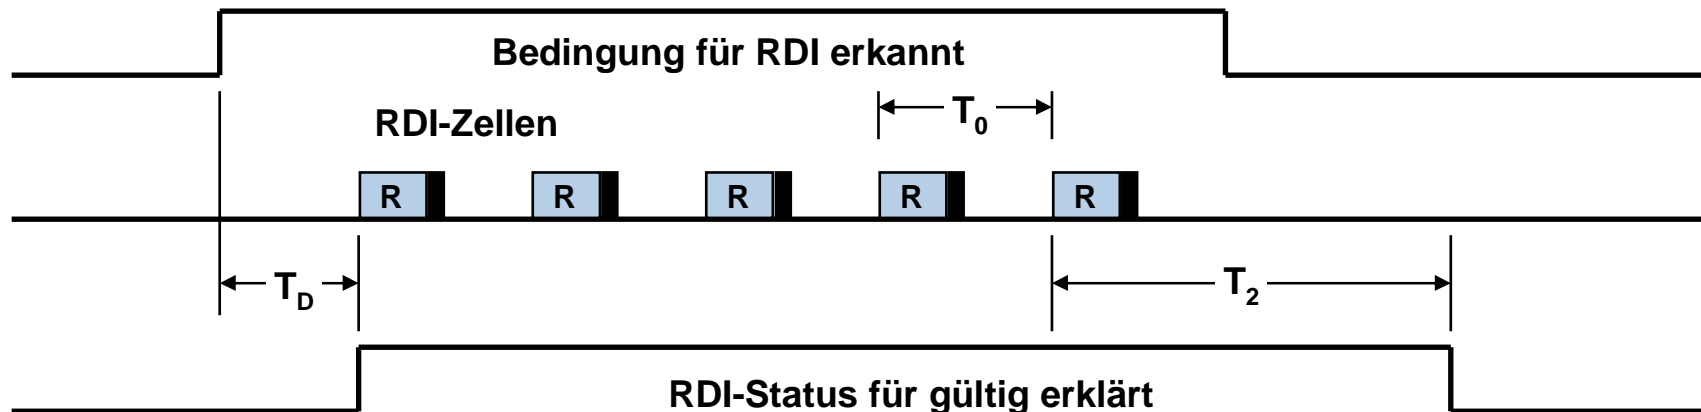 Bedingung für RDI erkannt
RDI-Zellen
T0
R R R R R
TD
T2
RDI-Status für gültig erklärt